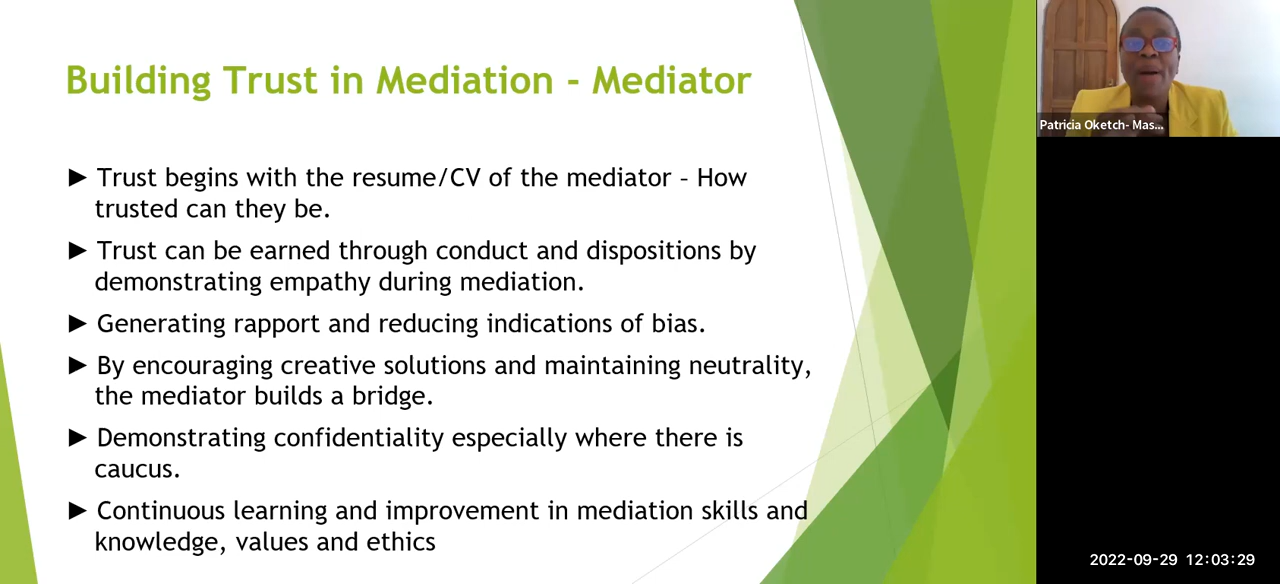 Building Trust in Mediation - Mediator
► Trust begins with the resume/CV of the mediator – How
trusted can they be.
► Trust can be earned through conduct and dispositions by
demonstrating empathy during mediation.
► Generating rapport and reducing indications of bias.
► By encouraging creative solutions and maintaining neutrality,
the mediator builds a bridge.
► Demonstrating confidentiality especially where there is
caucus.
► Continuous learning and improvement in mediation skills and
knowledge, values and ethics
Patricia Oketch- Mas...
2022-09-29 12:03:29